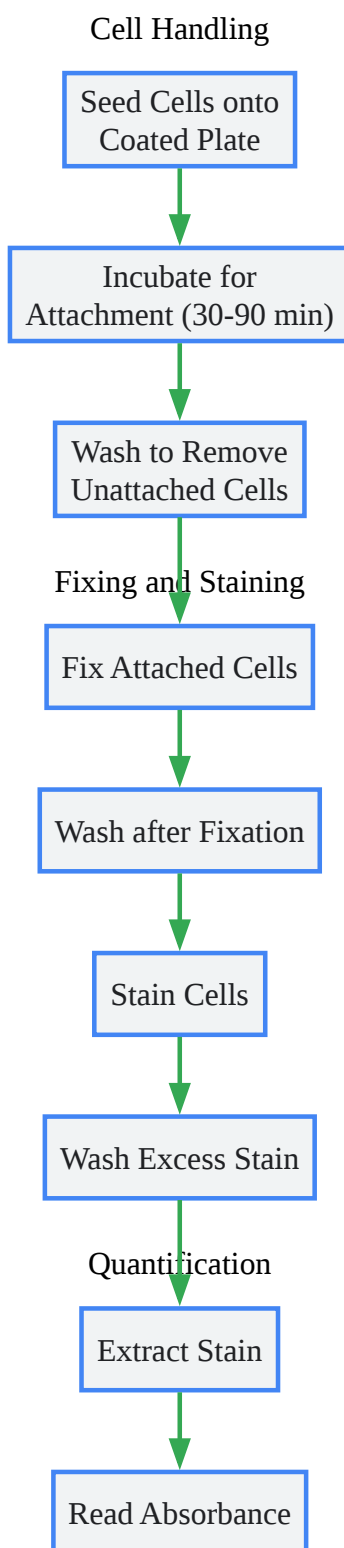 Cell Handling
Seed Cells onto
Coated Plate
Incubate for
Attachment (30-90 min)
Wash to Remove
Unattached Cells
Fixing and Staining
Fix Attached Cells
Wash after Fixation
Stain Cells
Wash Excess Stain
Quantification
Extract Stain
Read Absorbance